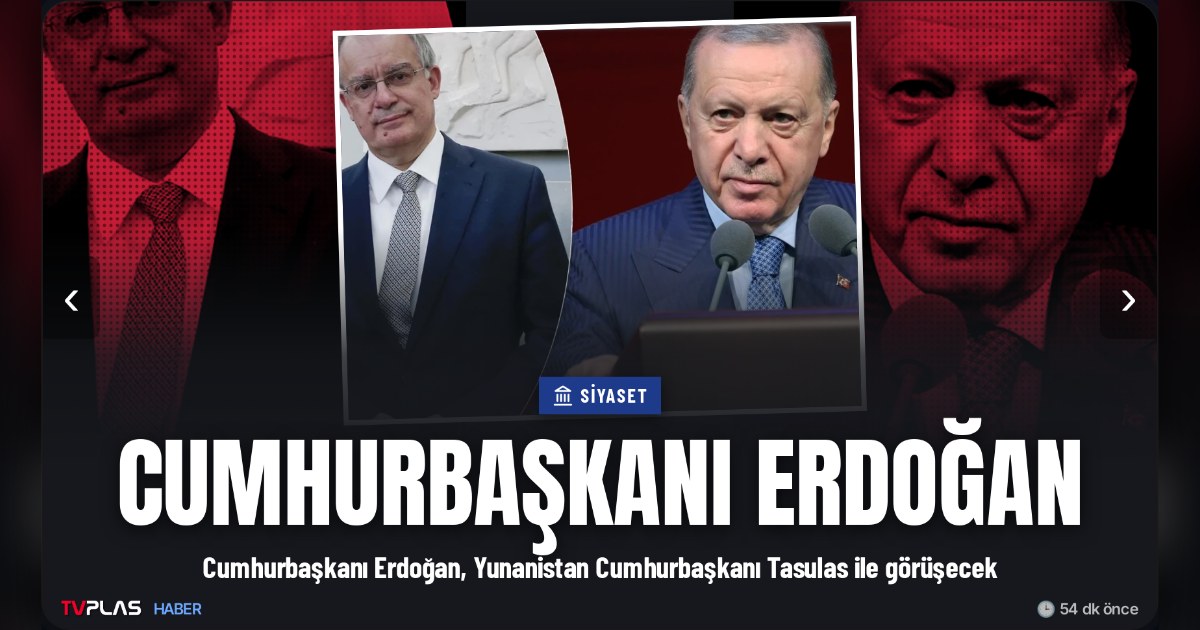 SİYASET
CUMHURBAŞKANI ERDOĞAN
Cumhurbaşkanı Erdoğan, Yunanistan Cumhurbaşkanı Tasulas ile görüşecek
TVPLAS HABER
54 dk önce